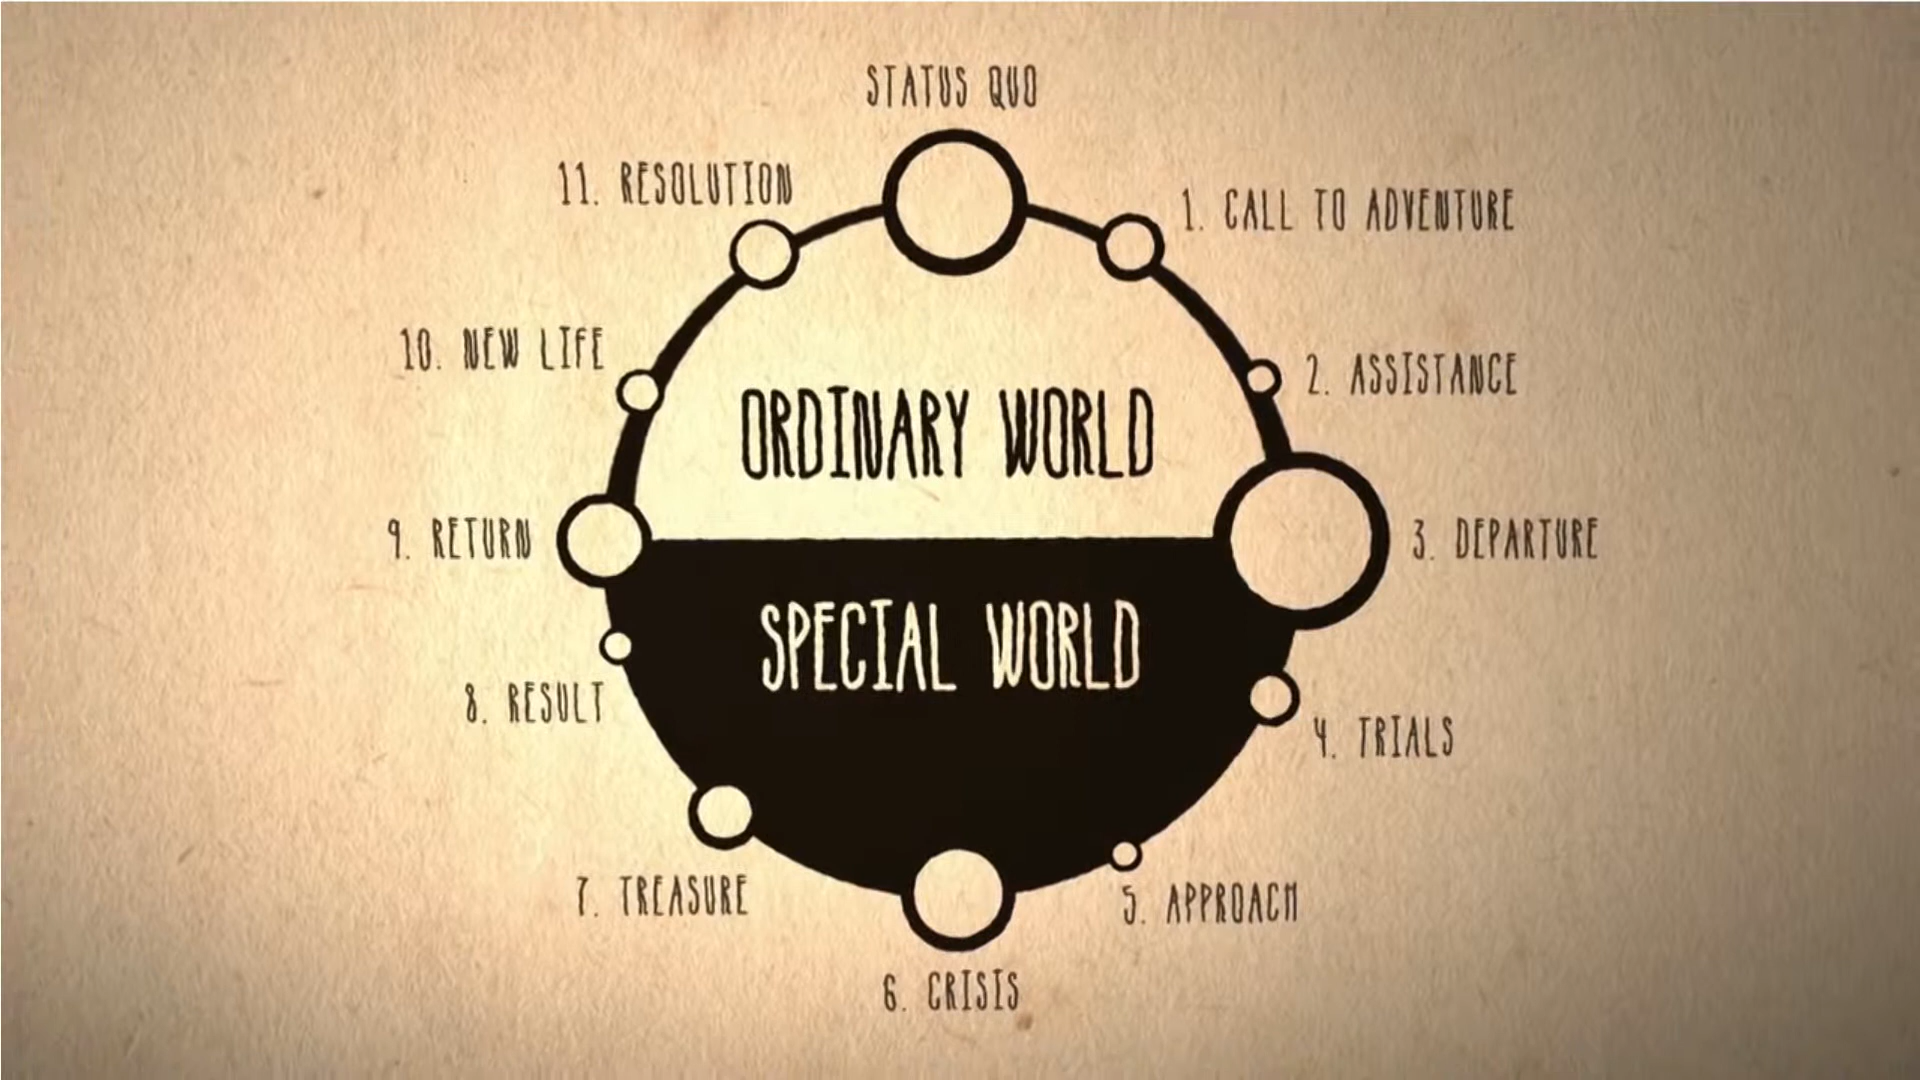 STATUS QUO
1. CALL TO ADVENTURE
2. ASSISTANCE
3. DEPARTURE
4. TRIALS
5. APPROACH
6. CRISIS
7. TREASURE
8. RESULT
9. RETURN
10. NEW LIFE
11. RESOLUTION
ORDINARY WORLD
SPECIAL WORLD